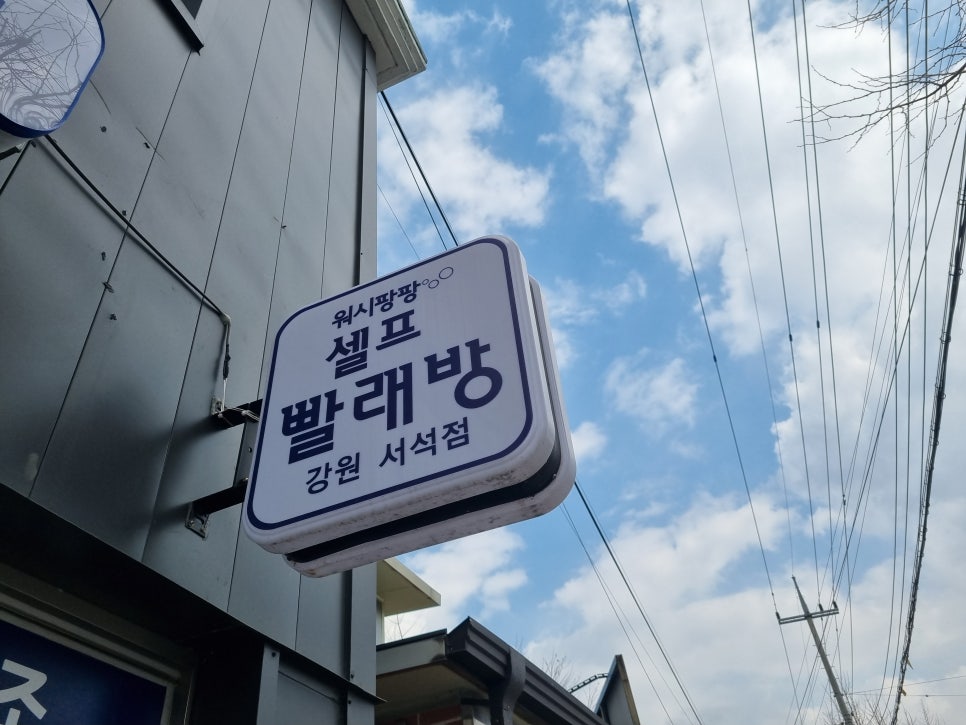 워시팡팡
셀프
빨래방
강원 서석점